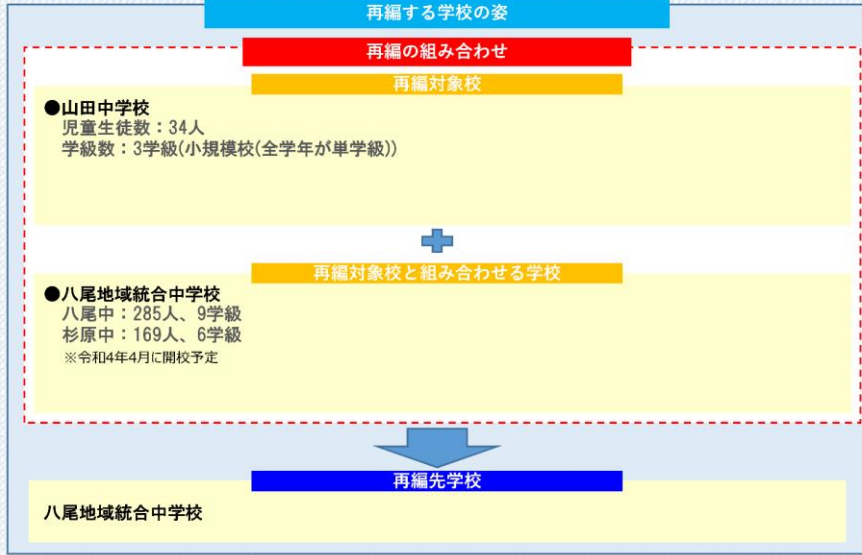 再編する学校の姿
再編の組み合わせ
再編対象校
●山田中学校
児童生徒数：34人
学級数：3学級(小規模校(全学年が単学級))
再編対象校と組み合わせる学校
●八尾地域統合中学校
八尾中：285人、9学級
杉原中：169人、6学級
※令和4年4月に開校予定
再編先学校
八尾地域統合中学校